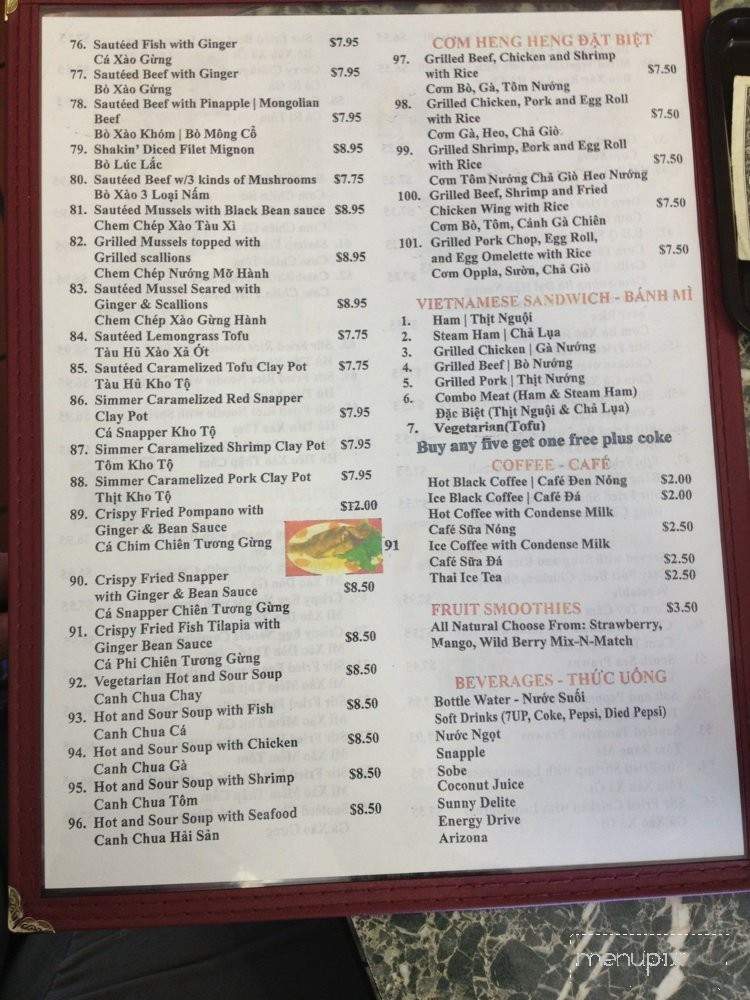 76. Sautéed Fish with Ginger $7.95
Cá Xào Gừng
77. Sautéed Beef with Ginger $7.95
Bò Xào Gừng
78. Sautéed Beef with Pinapple | Mongolian
Beef $7.95
Bò Xào Khóm | Bò Mông Cổ
79. Shakin' Diced Filet Mignon $8.95
Bò Lúc Lắc
80. Sautéed Beef w/3 kinds of Mushrooms $7.75
Bò Xào 3 Loại Nấm
81. Sautéed Mussels with Black Bean sauce $8.95
Chem Chép Xào Tàu Xì
82. Grilled Mussels topped with
Grilled scallions $8.95
Chem Chép Nướng Mỡ Hành
83. Sautéed Mussel Seared with
Ginger & Scallions $8.95
Chem Chép Xào Gừng Hành
84. Sautéed Lemongrass Tofu $7.75
Tàu Hũ Xào Xả Ớt
85. Sautéed Caramelized Tofu Clay Pot $7.75
Tàu Hũ Kho Tộ
86. Simmer Caramelized Red Snapper
Clay Pot $7.95
Cá Snapper Kho Tộ
87. Simmer Caramelized Shrimp Clay Pot $7.95
Tôm Kho Tộ
88. Simmer Caramelized Pork Clay Pot $7.95
Thịt Kho Tộ
89. Crispy Fried Pompano with $12.00
Ginger & Bean Sauce
Cá Chim Chiên Tương Gừng
91
90. Crispy Fried Snapper
with Ginger & Bean Sauce $8.50
Cá Snapper Chiên Tương Gừng
91. Crispy Fried Fish Tilapia with
Ginger Bean Sauce $8.50
Cá Phi Chiên Tương Gừng
92. Vegetarian Hot and Sour Soup $8.50
Canh Chua Chay
93. Hot and Sour Soup with Fish $8.50
Canh Chua Cá
94. Hot and Sour Soup with Chicken $8.50
Canh Chua Gà
95. Hot and Sour Soup with Shrimp $8.50
Canh Chua Tôm
96. Hot and Sour Soup with Seafood $8.50
Canh Chua Hải Sản
CƠM HENG HENG ĐẶT BIỆT
97. Grilled Beef, Chicken and Shrimp
with Rice $7.50
Cơm Bò, Gà, Tôm Nướng
98. Grilled Chicken, Pork and Egg Roll
with Rice $7.50
Cơm Gà, Heo, Chả Giò
99. Grilled Shrimp, Pork and Egg Roll
with Rice $7.50
Cơm Tôm Nướng Chả Giò Heo Nướng
100. Grilled Beef, Shrimp and Fried
Chicken Wing with Rice $7.50
Cơm Bò, Tôm, Cánh Gà Chiên
101. Grilled Pork Chop, Egg Roll,
and Egg Omelette with Rice $7.50
Cơm Oppla, Sườn, Chả Giò
VIETNAMESE SANDWICH - BÁNH MÌ
1. Ham | Thịt Nguội
2. Steam Ham | Chả Lụa
3. Grilled Chicken | Gà Nướng
4. Grilled Beef | Bò Nướng
5. Grilled Pork | Thịt Nướng
6. Combo Meat (Ham & Steam Ham)
Đặc Biệt (Thịt Nguội & Chả Lụa)
7. Vegetarian(Tofu)
Buy any five get one free plus coke
COFFEE - CAFÉ
Hot Black Coffee | Café Đen Nóng $2.00
Ice Black Coffee | Café Đá $2.00
Hot Coffee with Condense Milk
Café Sữa Nóng $2.50
Ice Coffee with Condense Milk
Café Sữa Đá $2.50
Thai Ice Tea $2.50
FRUIT SMOOTHIES $3.50
All Natural Choose From: Strawberry,
Mango, Wild Berry Mix-N-Match
BEVERAGES - THỨC UỐNG
Bottle Water - Nước Suối
Soft Drinks (7UP, Coke, Pepsi, Died Pepsi)
Nước Ngọt
Snapple
Sobe
Coconut Juice
Sunny Delite
Energy Drive
Arizona
menupix